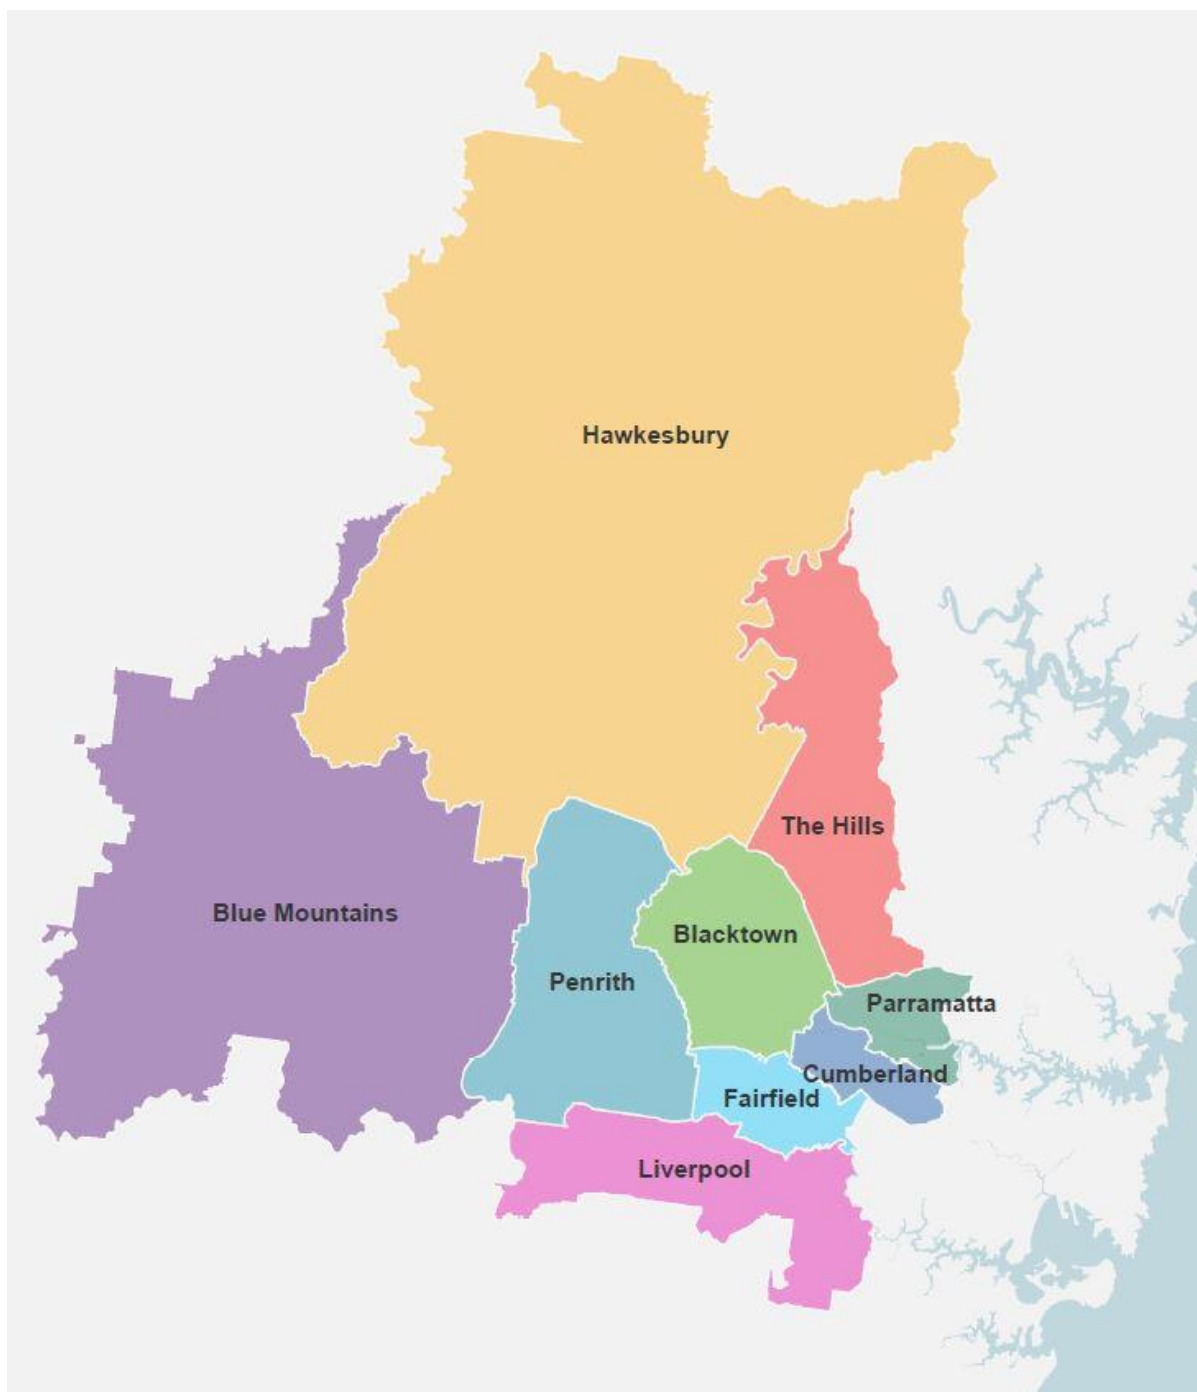 Hawkesbury
The Hills
Blue Mountains
Blacktown
Penrith
Parramatta
Cumberland
Fairfield
Liverpool